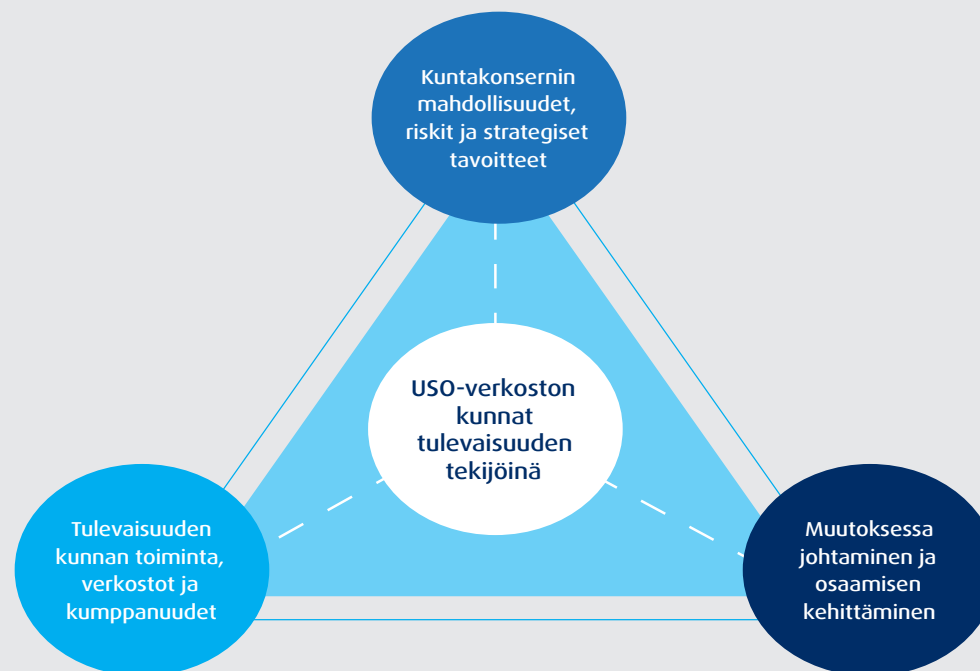 Kuntakonsernin
mahdollisuudet,
riskit ja strategiset
tavoitteet
USO-verkoston
kunnat
tulevaisuuden
tekijöinä
Tulevaisuuden
kunnan toiminta,
verkostot ja
kumppanuudet
Muutoksessa
johtaminen ja
osaamisen
kehittäminen